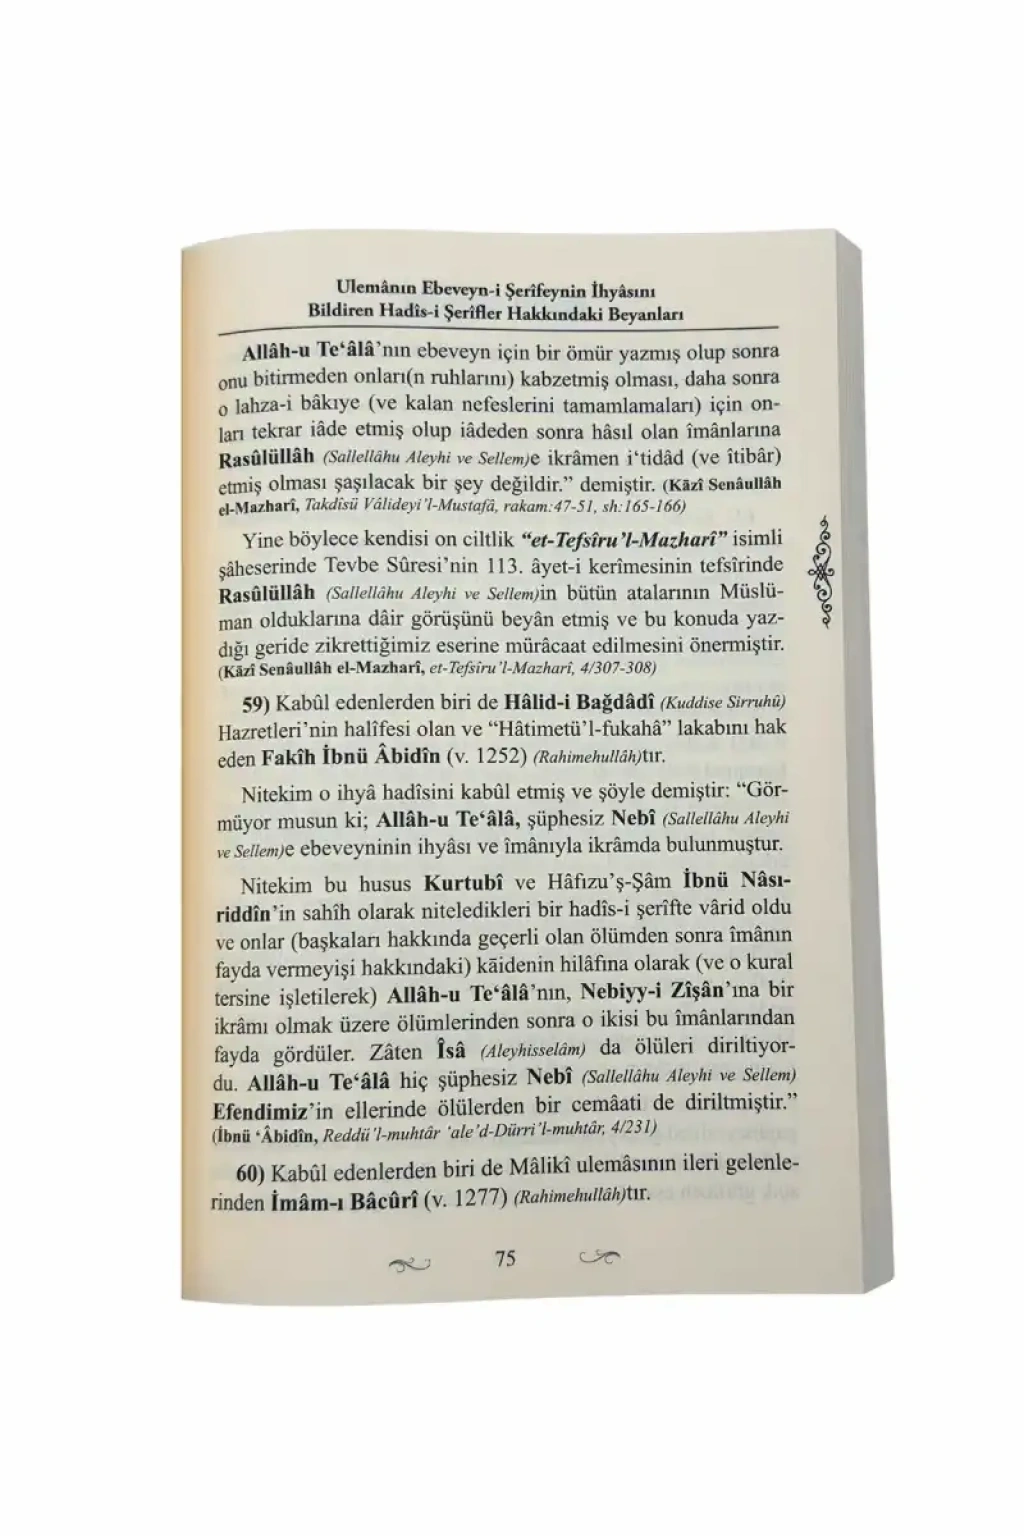 Ulemânın Ebeveyn-i Şerîfeynin İhyâsını
Bildiren Hadîs-i Şerîfler Hakkındaki Beyanları
Allâh-u Te‘âlâ’nın ebeveyn için bir ömür yazmış olup sonra
onu bitirmeden onları(n ruhlarını) kabzetmiş olması, daha sonra
o lahza-i bâkıye (ve kalan nefeslerini tamamlamaları) için on-
ları tekrar iâde etmiş olup iâdeden sonra hâsıl olan îmânlarına
Rasûlüllâh (Sallellâhu Aleyhi ve Sellem)e ikrâmen i‘tidâd (ve îtibâr)
etmiş olması şaşılacak bir şey değildir.” demiştir. (Kāzî Senâullâh
el-Mazharî, Takdîsü Vâlideyi’l-Mustafâ, rakam:47-51, sh:165-166)
Yine böylece kendisi on ciltlik “et-Tefsîru’l-Mazharî” isimli
şâheserinde Tevbe Sûresi’nin 113. âyet-i kerîmesinin tefsîrinde
Rasûlüllâh (Sallellâhu Aleyhi ve Sellem)in bütün atalarının Müslü-
man olduklarına dâir görüşünü beyân etmiş ve bu konuda yaz-
dığı geride zikrettiğimiz eserine mürâcaat edilmesini önermiştir.
(Kāzî Senâullâh el-Mazharî, et-Tefsîru’l-Mazharî, 4/307-308)
59) Kabûl edenlerden biri de Hâlid-i Bağdâdî (Kuddise Sirruhû)
Hazretleri’nin halîfesi olan ve “Hâtimetü’l-fukahâ” lakabını hak
eden Fakîh İbnü Âbidîn (v. 1252) (Rahimehullâh)tır.
Nitekim o ihyâ hadîsini kabûl etmiş ve şöyle demiştir: “Gör-
müyor musun ki; Allâh-u Te‘âlâ, şüphesiz Nebî (Sallellâhu Aleyhi
ve Sellem)e ebeveyninin ihyâsı ve îmânıyla ikrâmda bulunmuştur.
Nitekim bu husus Kurtubî ve Hâfızu’ş-Şâm İbnü Nâsı-
riddîn’in sahîh olarak niteledikleri bir hadîs-i şerîfte vârid oldu
ve onlar (başkaları hakkında geçerli olan ölümden sonra îmânın
fayda vermeyişi hakkındaki) kāidenin hilâfına olarak (ve o kural
tersine işletilerek) Allâh-u Te‘âlâ’nın, Nebiyy-i Zîşân’ına bir
ikrâmı olmak üzere ölümlerinden sonra o ikisi bu îmânlarından
fayda gördüler. Zâten Îsâ (Aleyhisselâm) da ölüleri diriltiyor-
du. Allâh-u Te‘âlâ hiç şüphesiz Nebî (Sallellâhu Aleyhi ve Sellem)
Efendimiz’in ellerinde ölülerden bir cemâati de diriltmiştir.”
(İbnü ‘Âbidîn, Reddü’l-muhtâr ‘ale’d-Dürri’l-muhtâr, 4/231)
60) Kabûl edenlerden biri de Mâlikî ulemâsının ileri gelenle-
rinden İmâm-ı Bâcûrî (v. 1277) (Rahimehullâh)tır.
75